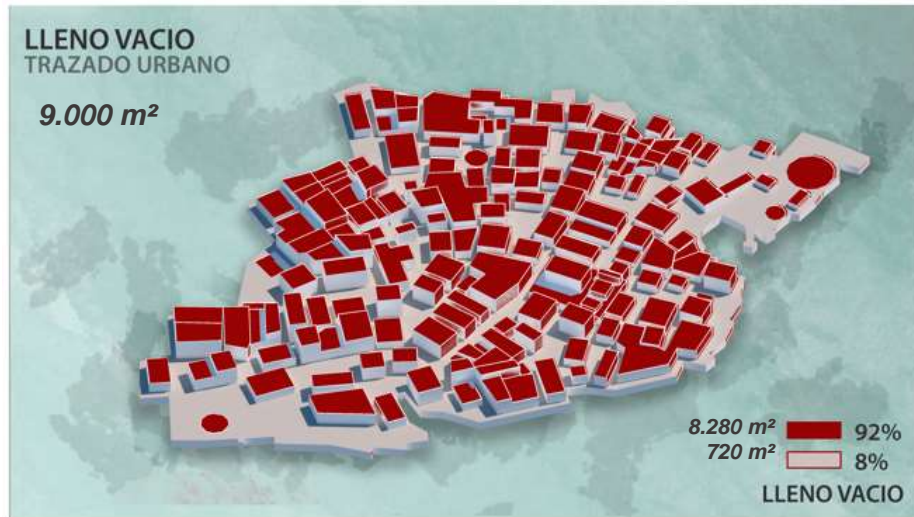 LLENO VACIO
TRAZADO URBANO
9.000 m²
8.280 m² 92%
720 m² 8%
LLENO VACIO